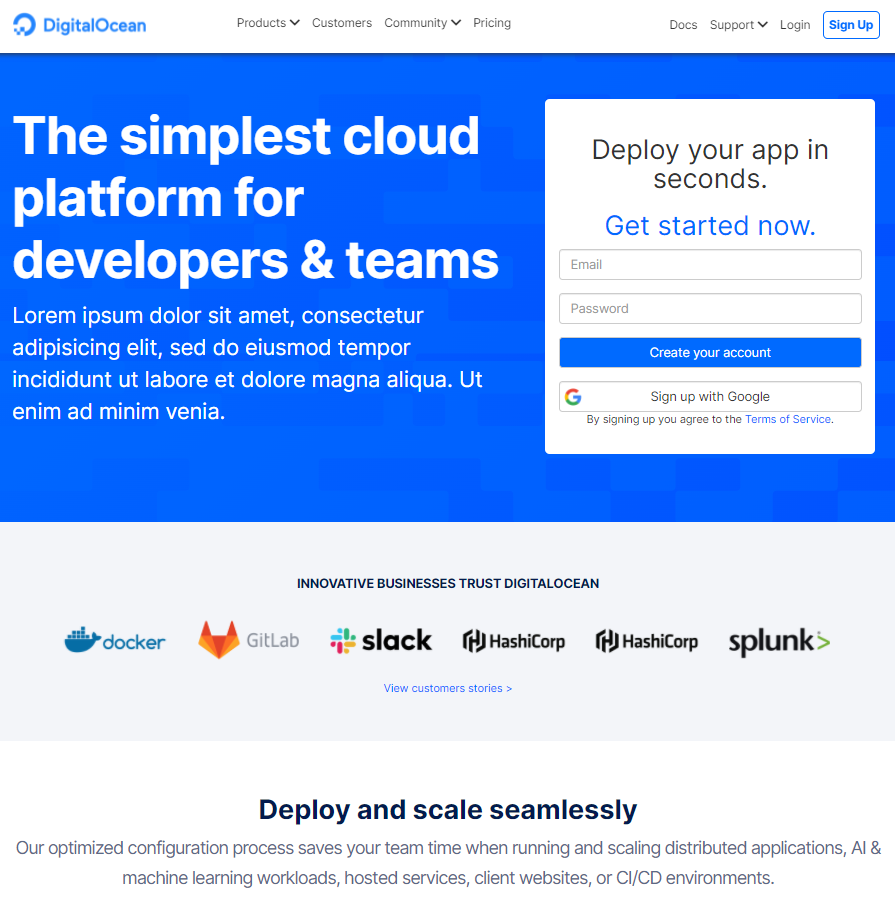 DigitalOcean
Products
Customers
Community
Pricing
Docs
Support
Login
Sign Up
The simplest cloud
platform for
developers & teams
Lorem ipsum dolor sit amet, consectetur
adipisicing elit, sed do eiusmod tempor
incididunt ut labore et dolore magna aliqua. Ut
enim ad minim venia.
Deploy your app in
seconds.
Get started now.
Email
Password
Create your account
Sign up with Google
By signing up you agree to the Terms of Service.
INNOVATIVE BUSINESSES TRUST DIGITALOCEAN
docker
GitLab
slack
HashiCorp
HashiCorp
splunk>
View customers stories >
Deploy and scale seamlessly
Our optimized configuration process saves your team time when running and scaling distributed applications, AI &
machine learning workloads, hosted services, client websites, or CI/CD environments.